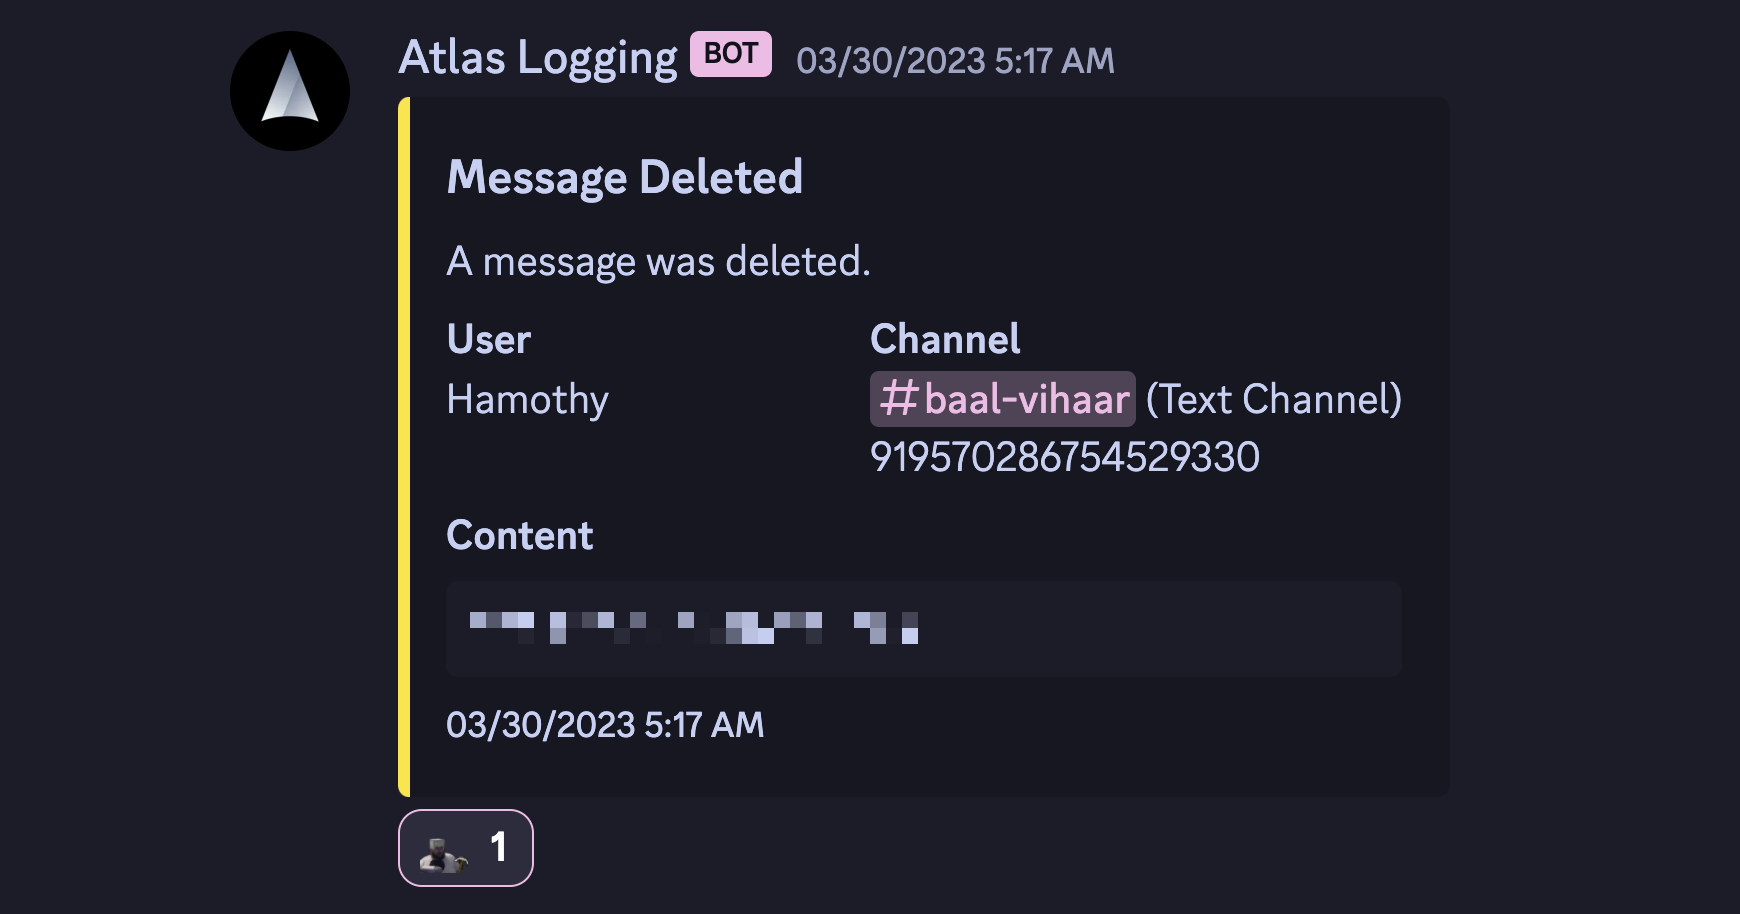 Atlas Logging BOT 03/30/2023 5:17 AM
Message Deleted
A message was deleted.
User
Hamothy
Channel
#baal-vihaar (Text Channel)
919570286754529330
Content
03/30/2023 5:17 AM
1